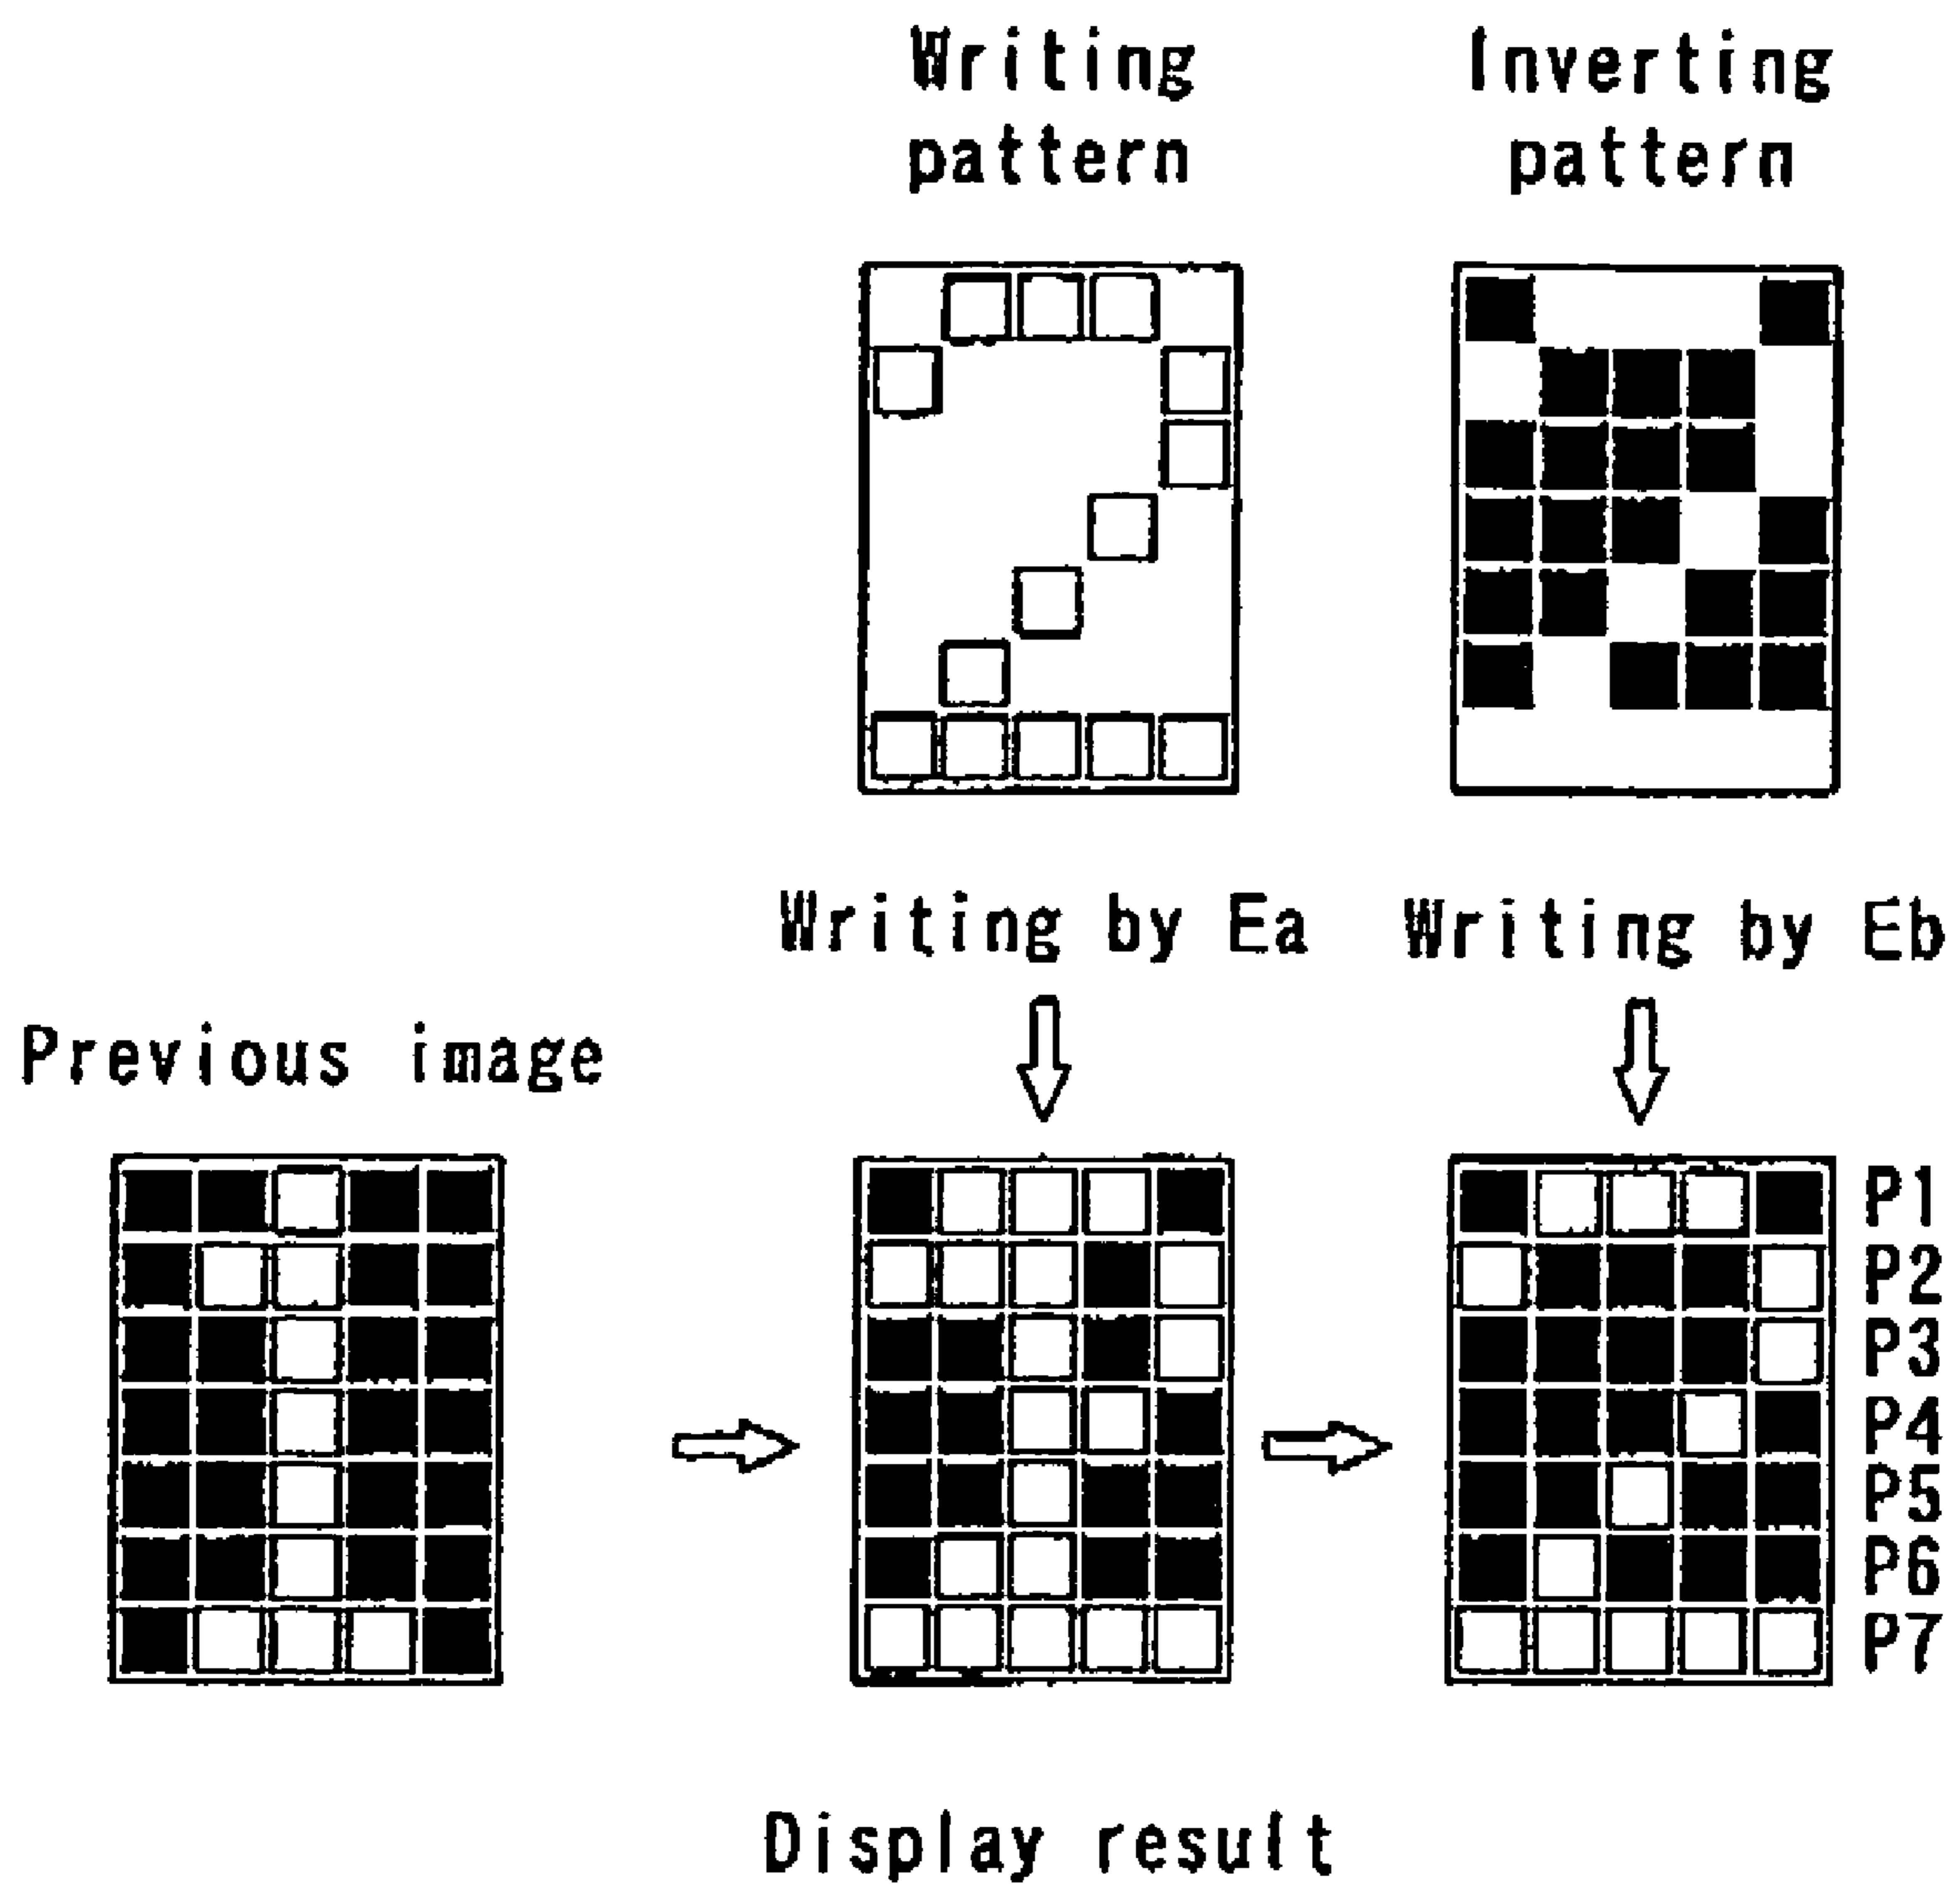 Writing Inverting
pattern pattern
Writing by Ea Writing by Eb
Previous image
P1
P2
P3
P4
P5
P6
P7
Display result